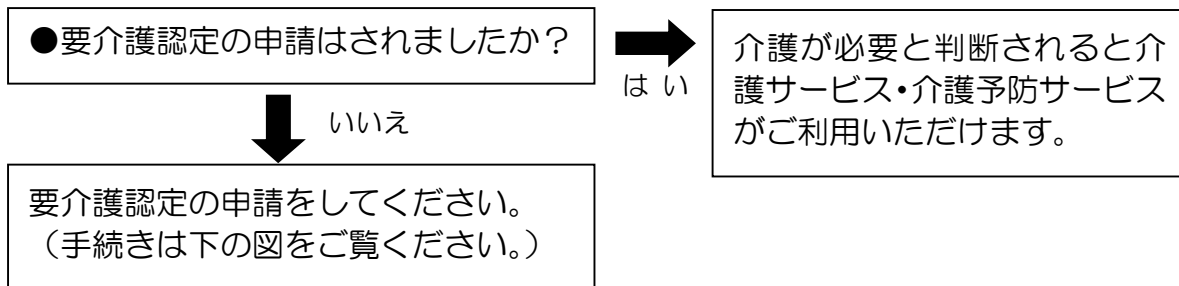 ●要介護認定の申請はされましたか？
はい
介護が必要と判断されると介
護サービス・介護予防サービス
がご利用いただけます。
いいえ
要介護認定の申請をしてください。
（手続きは下の図をご覧ください。）